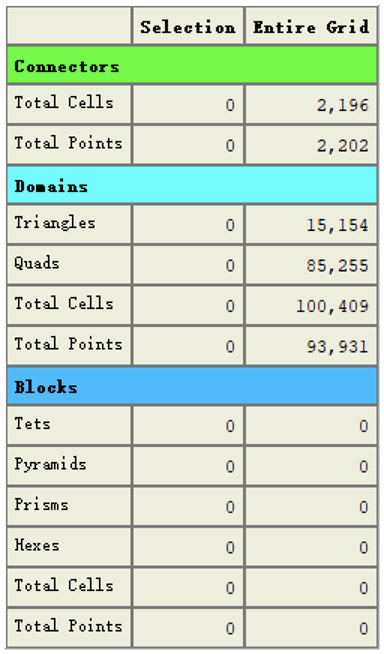 Selection Entire Grid
Connectors
Total Cells 0 2,196
Total Points 0 2,202
Domains
Triangles 0 15,154
Quads 0 85,255
Total Cells 0 100,409
Total Points 0 93,931
Blocks
Tets 0 0
Pyramids 0 0
Prisms 0 0
Hexes 0 0
Total Cells 0 0
Total Points 0 0